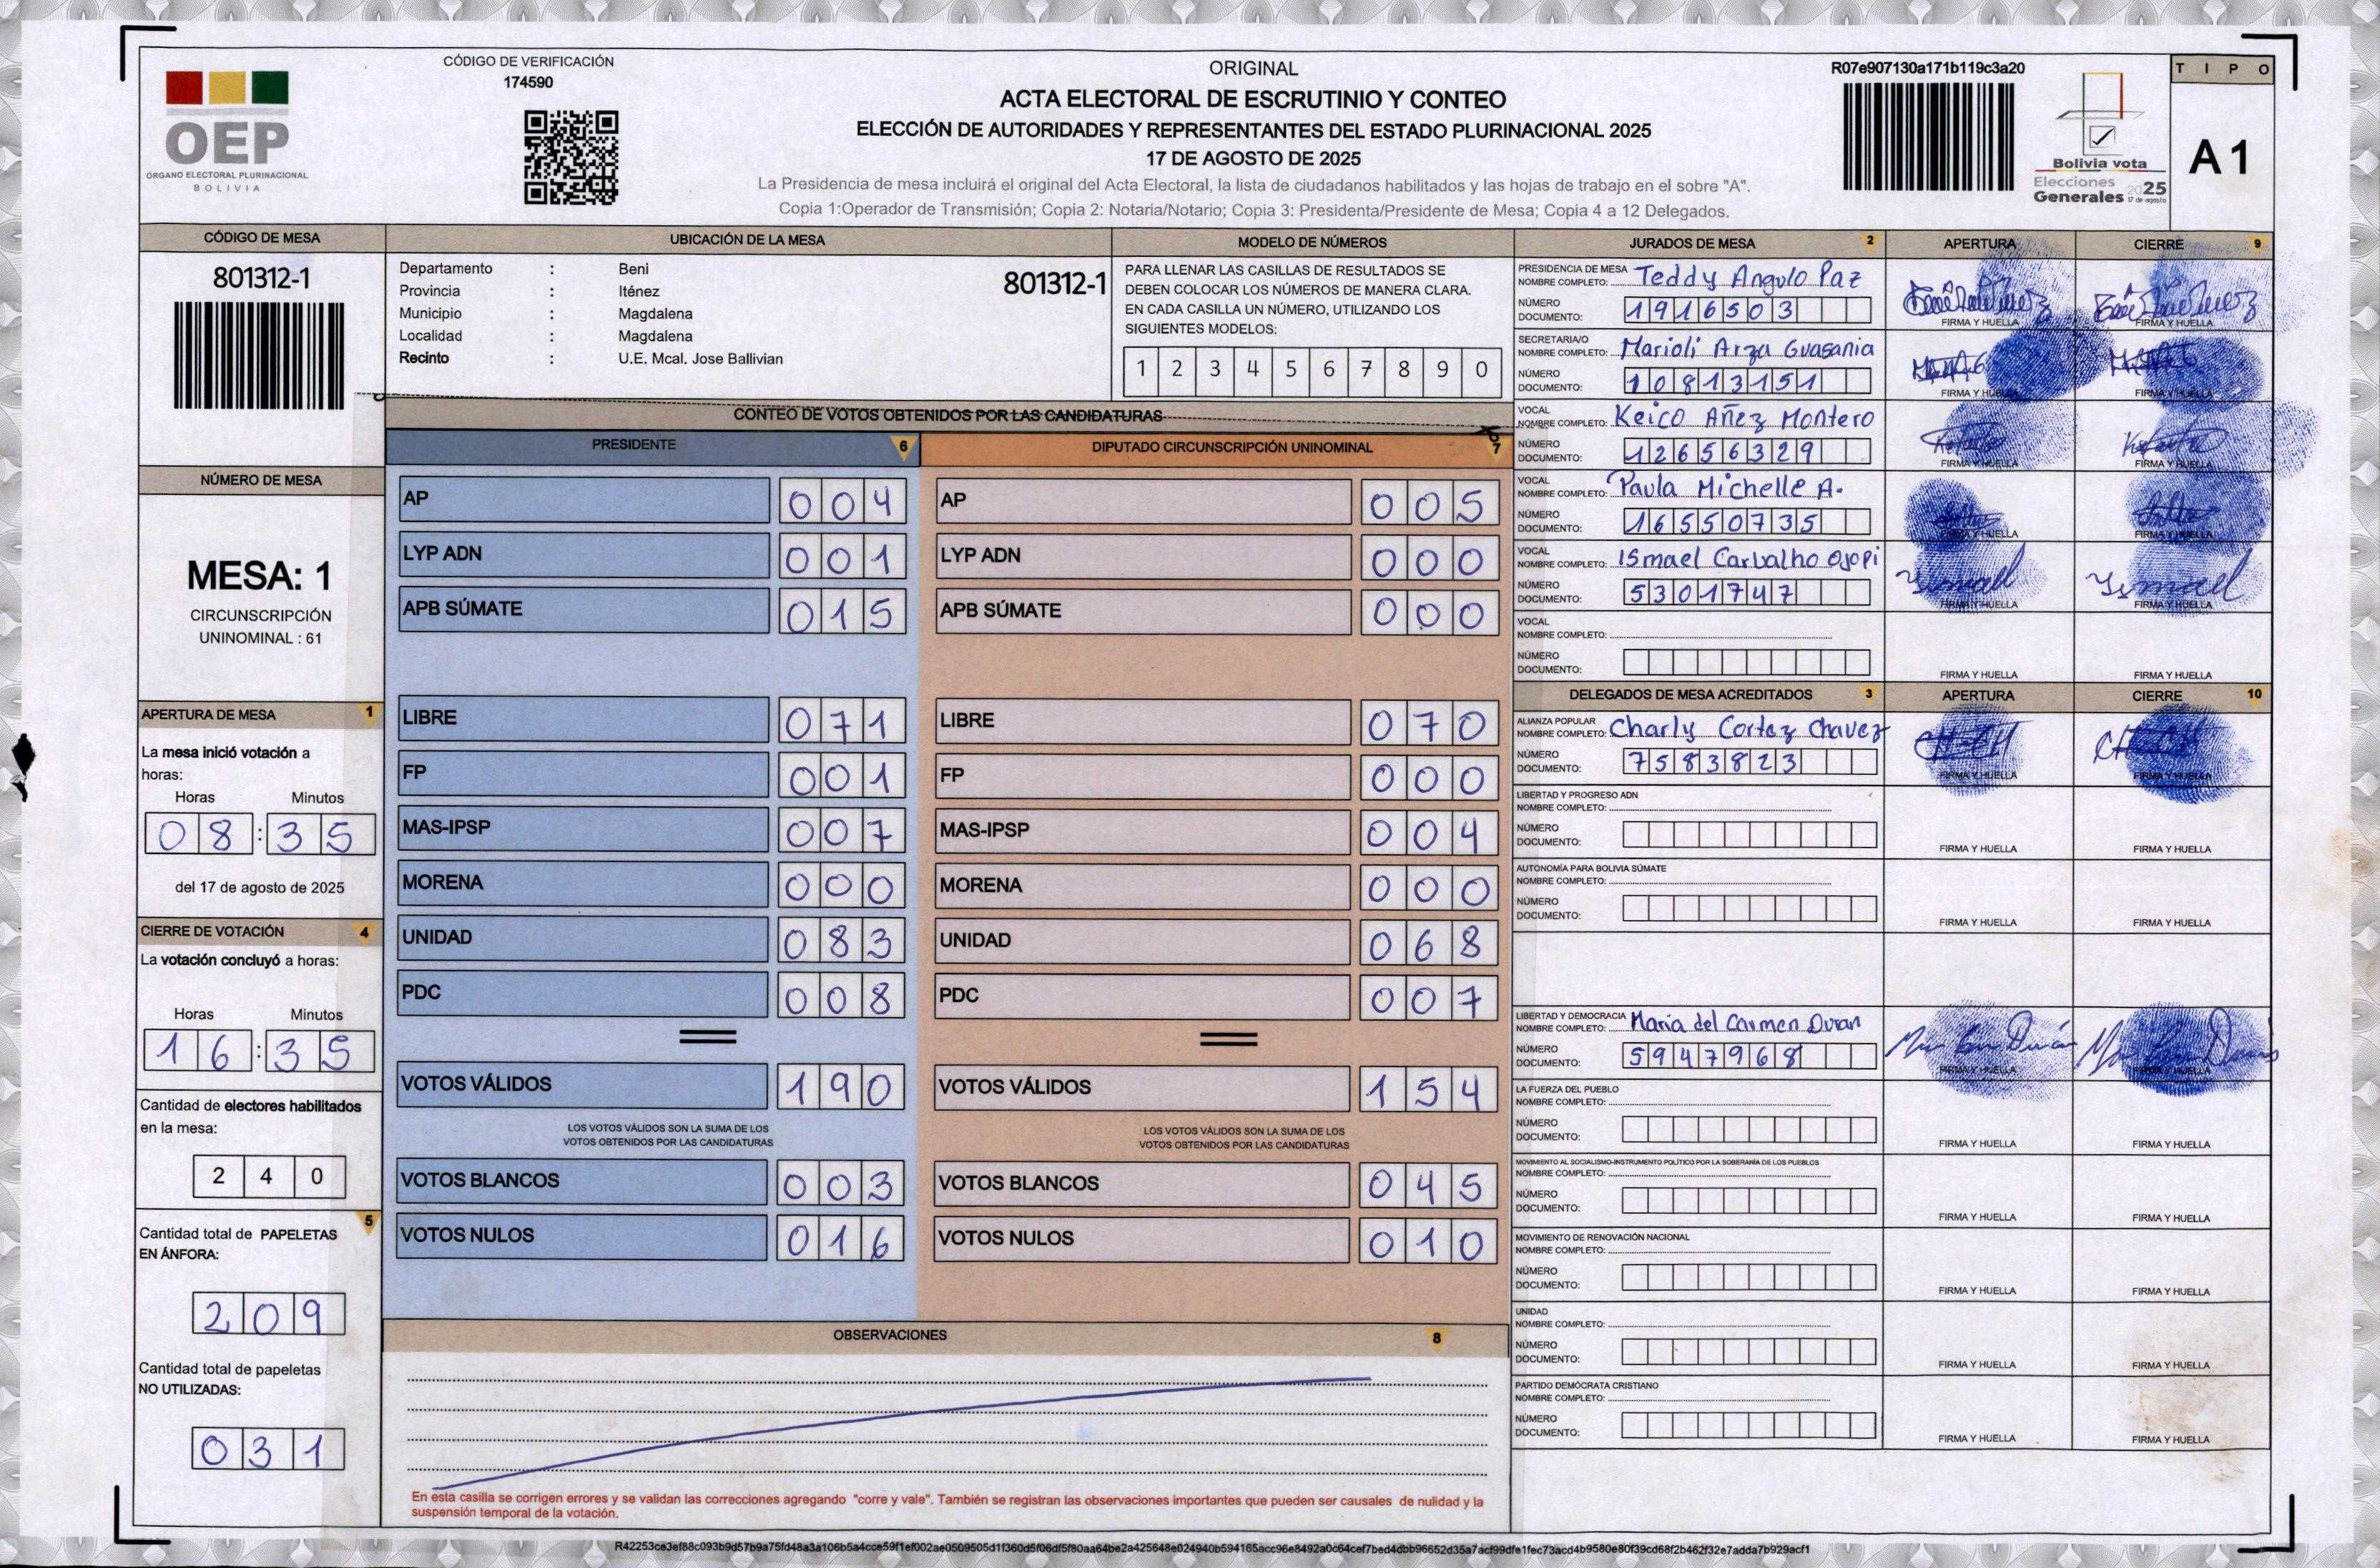 CÓDIGO DE VERIFICACIÓN
174590
OEP
ÓRGANO ELECTORAL PLURINACIONAL
BOLIVIA
ORIGINAL
ACTA ELECTORAL DE ESCRUTINIO Y CONTEO
ELECCIÓN DE AUTORIDADES Y REPRESENTANTES DEL ESTADO PLURINACIONAL 2025
17 DE AGOSTO DE 2025
La Presidencia de mesa incluirá el original del Acta Electoral, la lista de ciudadanos habilitados y las hojas de trabajo en el sobre "A".
Copia 1:Operador de Transmisión; Copia 2: Notaria/Notario; Copia 3: Presidenta/Presidente de Mesa; Copia 4 a 12 Delegados.
R07e907130a171b119c3a20
Bolivia vota
Elecciones
Generales 2025
17 de agosto
TIPO
A1
CÓDIGO DE MESA
801312-1
NÚMERO DE MESA
MESA: 1
CIRCUNSCRIPCIÓN
UNINOMINAL : 61
APERTURA DE MESA 1
La mesa inició votación a
horas:
Horas Minutos
08:35
del 17 de agosto de 2025
CIERRE DE VOTACIÓN 4
La votación concluyó a horas:
Horas Minutos
16:35
Cantidad de electores habilitados
en la mesa:
240
5
Cantidad total de PAPELETAS
EN ÁNFORA:
209
Cantidad total de papeletas
NO UTILIZADAS:
031
UBICACIÓN DE LA MESA
Departamento : Beni
801312-1
Provincia : Iténez
Municipio : Magdalena
Localidad : Magdalena
Recinto : U.E. Mcal. Jose Ballivian
MODELO DE NÚMEROS
PARA LLENAR LAS CASILLAS DE RESULTADOS SE
DEBEN COLOCAR LOS NÚMEROS DE MANERA CLARA.
EN CADA CASILLA UN NÚMERO, UTILIZANDO LOS
SIGUIENTES MODELOS:
1 2 3 4 5 6 7 8 9 0
CONTEO DE VOTOS OBTENIDOS POR LAS CANDIDATURAS
PRESIDENTE 6
AP 004
LYP ADN 001
APB SÚMATE 015
LIBRE 071
FP 001
MAS-IPSP 007
MORENA 000
UNIDAD 083
PDC 008
VOTOS VÁLIDOS 190
LOS VOTOS VÁLIDOS SON LA SUMA DE LOS
VOTOS OBTENIDOS POR LAS CANDIDATURAS
VOTOS BLANCOS 003
VOTOS NULOS 016
DIPUTADO CIRCUNSCRIPCIÓN UNINOMINAL 7
AP 005
LYP ADN 000
APB SÚMATE 000
LIBRE 070
FP 000
MAS-IPSP 004
MORENA 000
UNIDAD 068
PDC 007
VOTOS VÁLIDOS 154
LOS VOTOS VÁLIDOS SON LA SUMA DE LOS
VOTOS OBTENIDOS POR LAS CANDIDATURAS
VOTOS BLANCOS 045
VOTOS NULOS 010
OBSERVACIONES 8
En esta casilla se corrigen errores y se validan las correcciones agregando "corre y vale". También se registran las observaciones importantes que pueden ser causales de nulidad y la
suspensión temporal de la votación.
JURADOS DE MESA 2 APERTURA CIERRE 9
PRESIDENCIA DE MESA
NOMBRE COMPLETO: Teddy Angulo Paz
NÚMERO
DOCUMENTO: 1916503
FIRMA Y HUELLA FIRMA Y HUELLA
SECRETARIA/O
NOMBRE COMPLETO: Marioli Arza Guasania
NÚMERO
DOCUMENTO: 10813151
FIRMA Y HUELLA FIRMA Y HUELLA
VOCAL
NOMBRE COMPLETO: Keico Añez Montero
NÚMERO
DOCUMENTO: 12656329
FIRMA Y HUELLA FIRMA Y HUELLA
VOCAL
NOMBRE COMPLETO: Paula Michelle A.
NÚMERO
DOCUMENTO: 16550735
FIRMA Y HUELLA FIRMA Y HUELLA
VOCAL
NOMBRE COMPLETO: Ismael Carvalho Ojopi
NÚMERO
DOCUMENTO: 5301747
Ismael Ismael
FIRMA Y HUELLA FIRMA Y HUELLA
VOCAL
NOMBRE COMPLETO:
NÚMERO
DOCUMENTO:
FIRMA Y HUELLA FIRMA Y HUELLA
DELEGADOS DE MESA ACREDITADOS 3 APERTURA CIERRE 10
ALIANZA POPULAR
NOMBRE COMPLETO: Charly Cortez Chavez
NÚMERO
DOCUMENTO: 7583823
FIRMA Y HUELLA FIRMA Y HUELLA
LIBERTAD Y PROGRESO ADN
NOMBRE COMPLETO:
NÚMERO
DOCUMENTO:
FIRMA Y HUELLA FIRMA Y HUELLA
AUTONOMÍA PARA BOLIVIA SÚMATE
NOMBRE COMPLETO:
NÚMERO
DOCUMENTO:
FIRMA Y HUELLA FIRMA Y HUELLA
LIBERTAD Y DEMOCRACIA
NOMBRE COMPLETO: Maria del Carmen Duran
NÚMERO
DOCUMENTO: 5947968
FIRMA Y HUELLA FIRMA Y HUELLA
LA FUERZA DEL PUEBLO
NOMBRE COMPLETO:
NÚMERO
DOCUMENTO:
FIRMA Y HUELLA FIRMA Y HUELLA
MOVIMIENTO AL SOCIALISMO-INSTRUMENTO POLÍTICO POR LA SOBERANÍA DE LOS PUEBLOS
NOMBRE COMPLETO:
NÚMERO
DOCUMENTO:
FIRMA Y HUELLA FIRMA Y HUELLA
MOVIMIENTO DE RENOVACIÓN NACIONAL
NOMBRE COMPLETO:
NÚMERO
DOCUMENTO:
FIRMA Y HUELLA FIRMA Y HUELLA
UNIDAD
NOMBRE COMPLETO:
NÚMERO
DOCUMENTO:
FIRMA Y HUELLA FIRMA Y HUELLA
PARTIDO DEMÓCRATA CRISTIANO
NOMBRE COMPLETO:
NÚMERO
DOCUMENTO:
FIRMA Y HUELLA FIRMA Y HUELLA